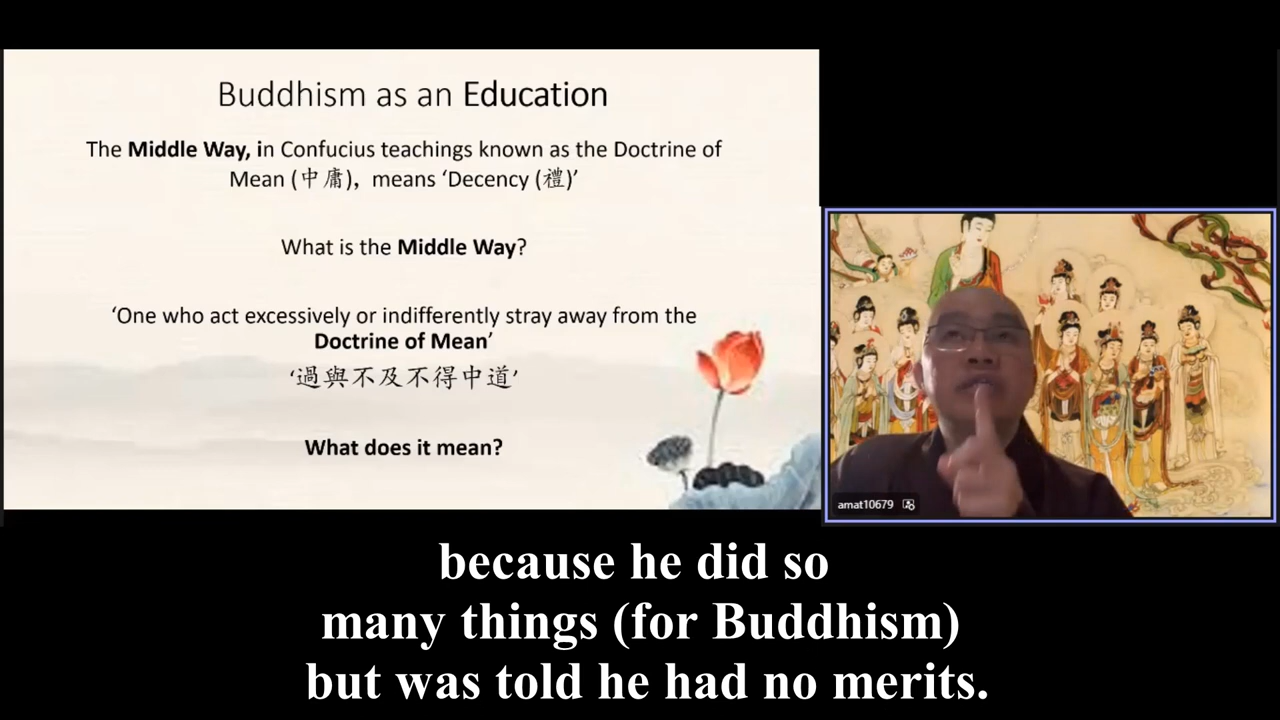 Buddhism as an Education
The Middle Way, in Confucius teachings known as the Doctrine of
Mean (中庸), means ‘Decency (禮)’
What is the Middle Way?
‘One who act excessively or indifferently stray away from the
Doctrine of Mean’
‘過與不及不得中道’
What does it mean?
amat10679
because he did so
many things (for Buddhism)
but was told he had no merits.